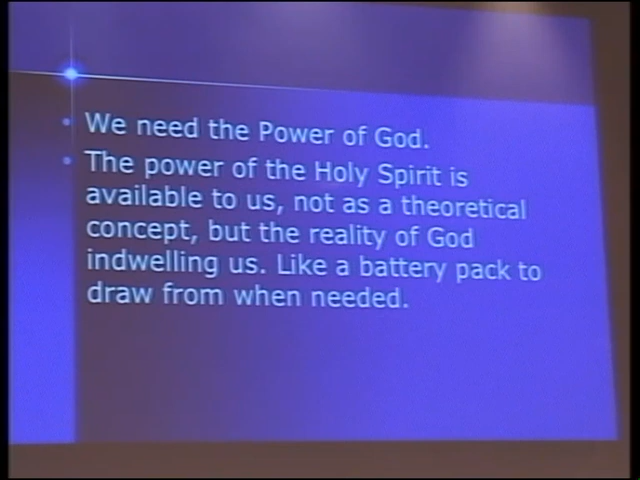 • We need the Power of God.
• The power of the Holy Spirit is
available to us, not as a theoretical
concept, but the reality of God
indwelling us. Like a battery pack to
draw from when needed.